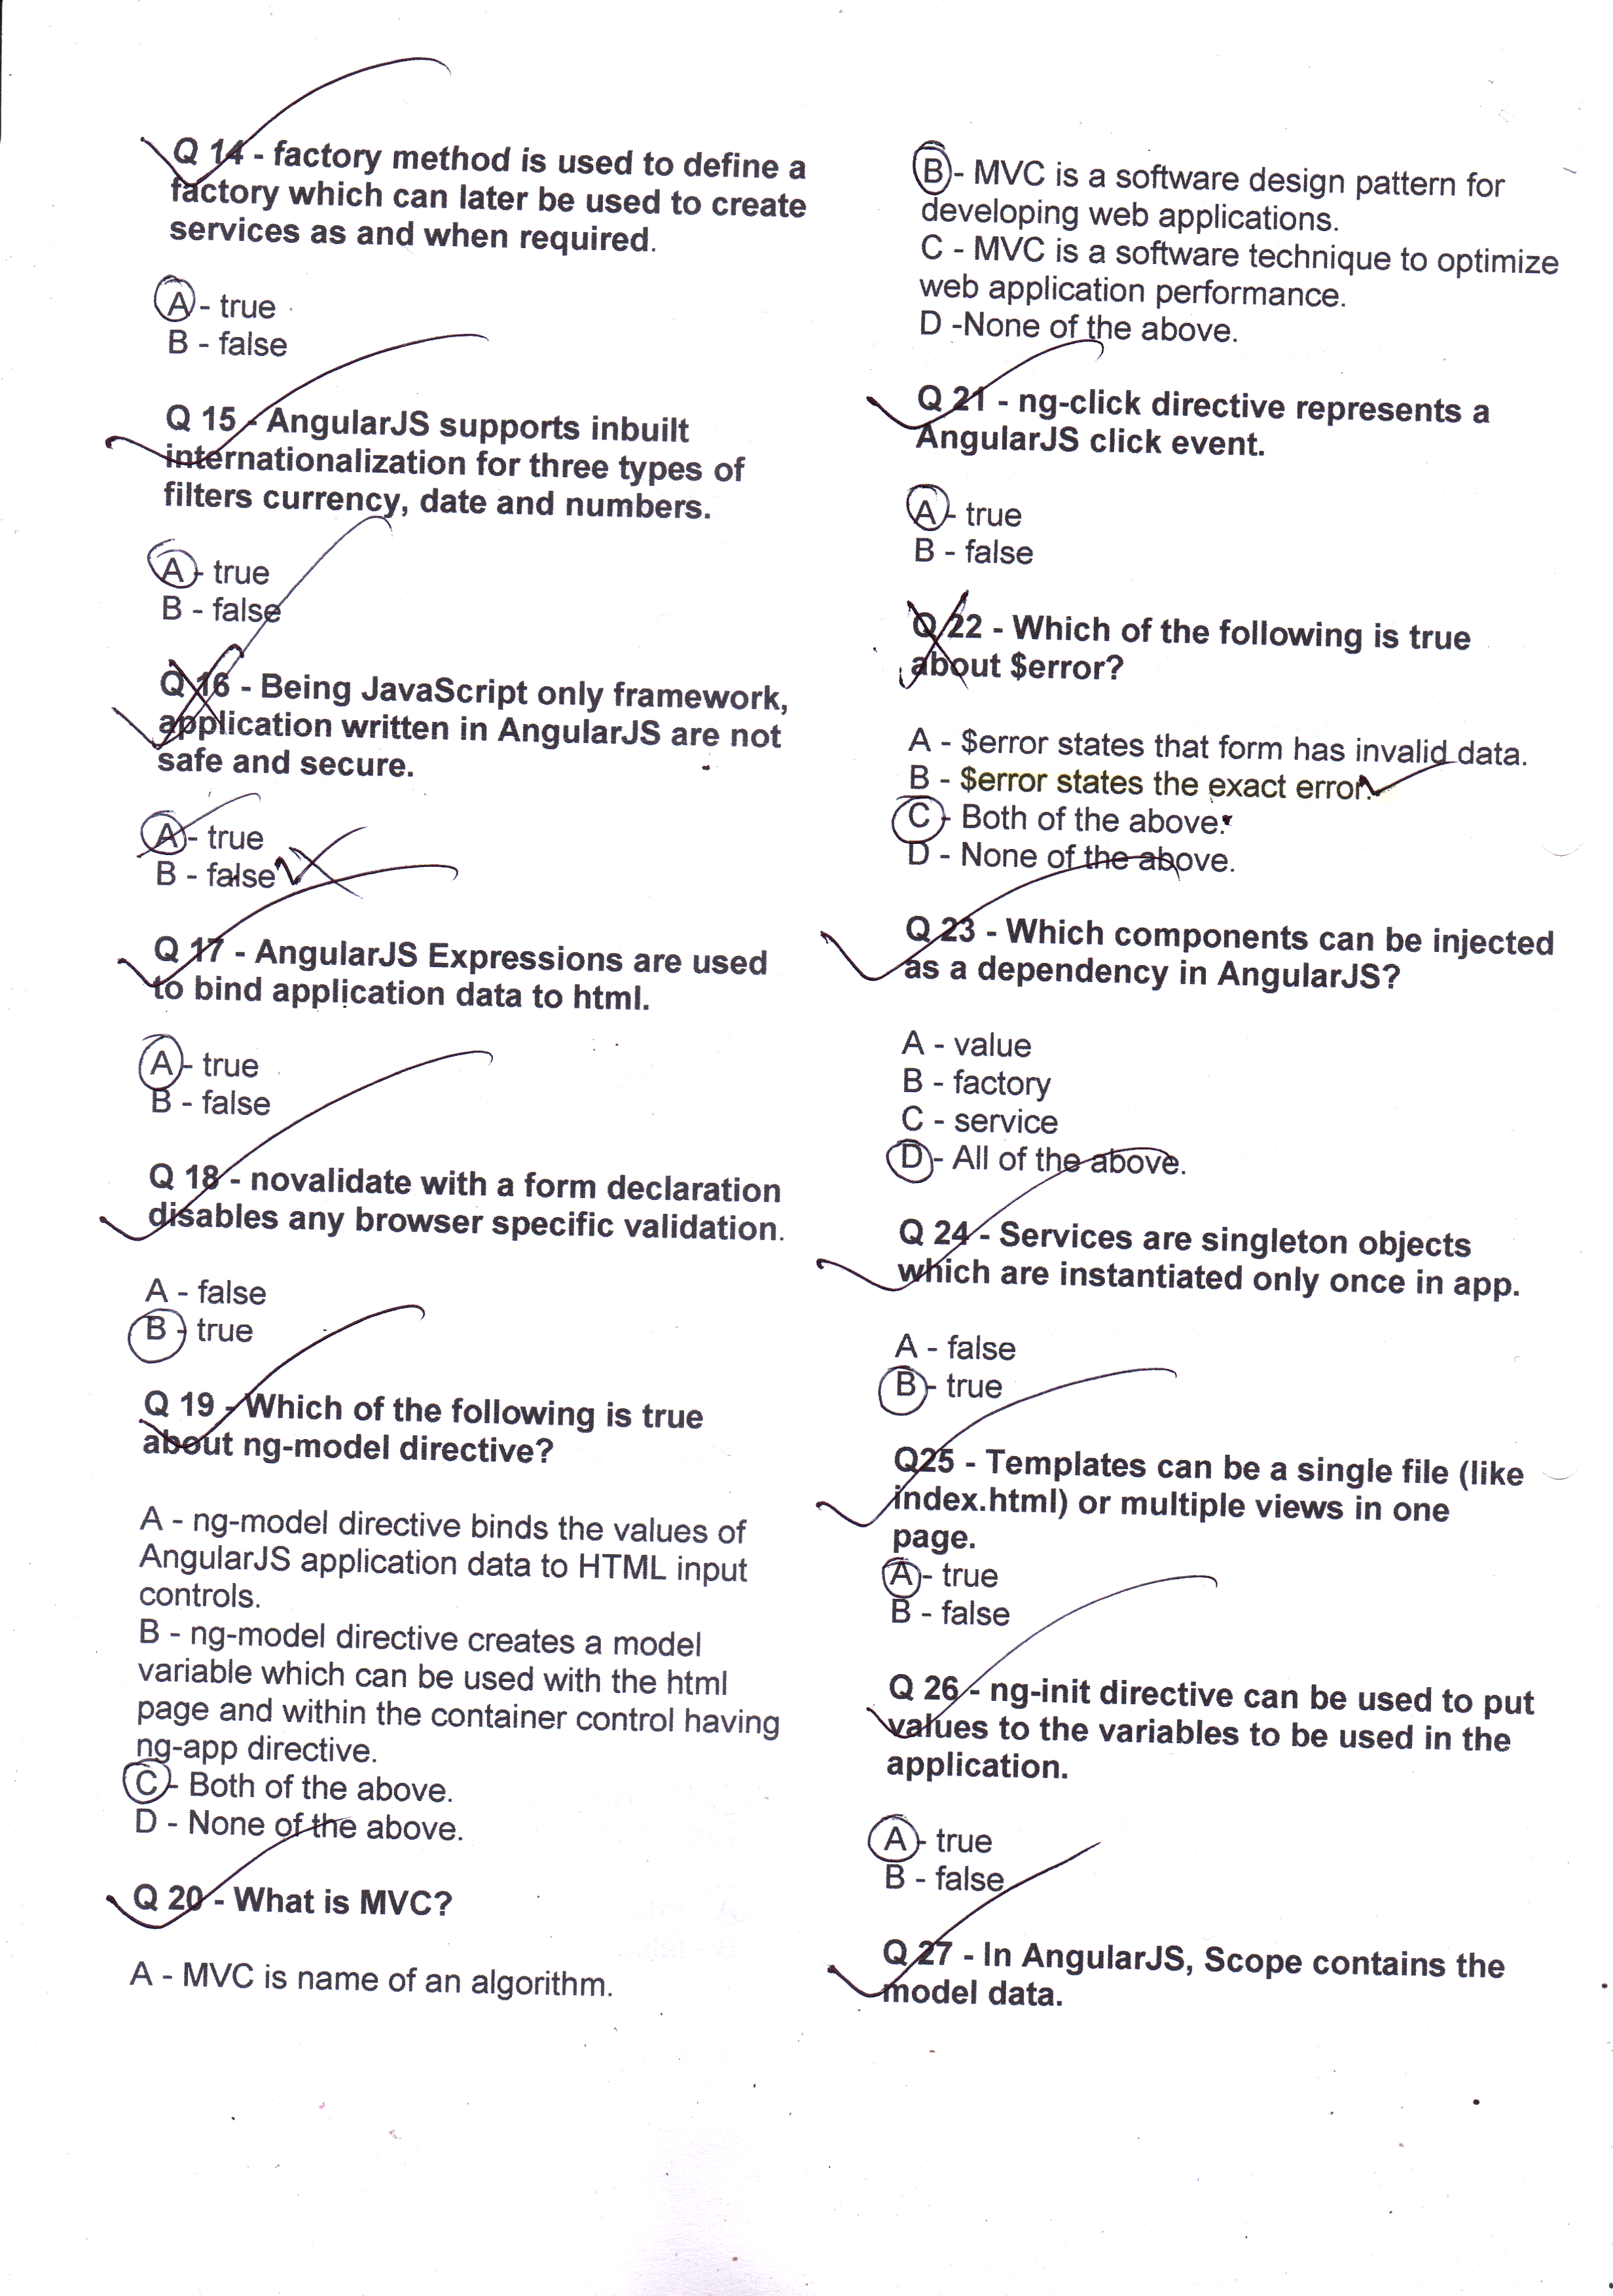 Q 14 - factory method is used to define a
factory which can later be used to create
services as and when required.
A - true
B - false
Q 15 - AngularJS supports inbuilt
internationalization for three types of
filters currency, date and numbers.
A - true
B - false
Q 16 - Being JavaScript only framework,
application written in AngularJS are not
safe and secure.
A - true
B - false
Q 17 - AngularJS Expressions are used
to bind application data to html.
A - true
B - false
Q 18 - novalidate with a form declaration
disables any browser specific validation.
A - false
B - true
Q 19 - Which of the following is true
about ng-model directive?
A - ng-model directive binds the values of
AngularJS application data to HTML input
controls.
B - ng-model directive creates a model
variable which can be used with the html
page and within the container control having
ng-app directive.
C - Both of the above.
D - None of the above.
Q 20 - What is MVC?
A - MVC is name of an algorithm.
B - MVC is a software design pattern for
developing web applications.
C - MVC is a software technique to optimize
web application performance.
D -None of the above.
Q 21 - ng-click directive represents a
AngularJS click event.
A - true
B - false
Q 22 - Which of the following is true
about $error?
A - $error states that form has invalid data.
B - $error states the exact error.
C - Both of the above.
D - None of the above.
Q 23 - Which components can be injected
as a dependency in AngularJS?
A - value
B - factory
C - service
D - All of the above.
Q 24 - Services are singleton objects
which are instantiated only once in app.
A - false
B - true
Q25 - Templates can be a single file (like
index.html) or multiple views in one
page.
A - true
B - false
Q 26 - ng-init directive can be used to put
values to the variables to be used in the
application.
A - true
B - false
Q 27 - In AngularJS, Scope contains the
model data.